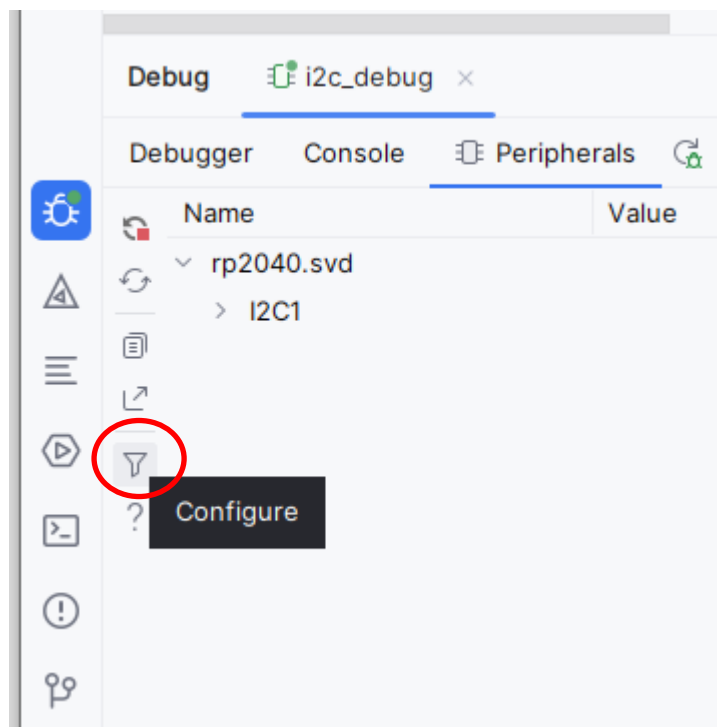 Debug i2c_debug
Debugger Console Peripherals
Name Value
rp2040.svd
I2C1
Configure